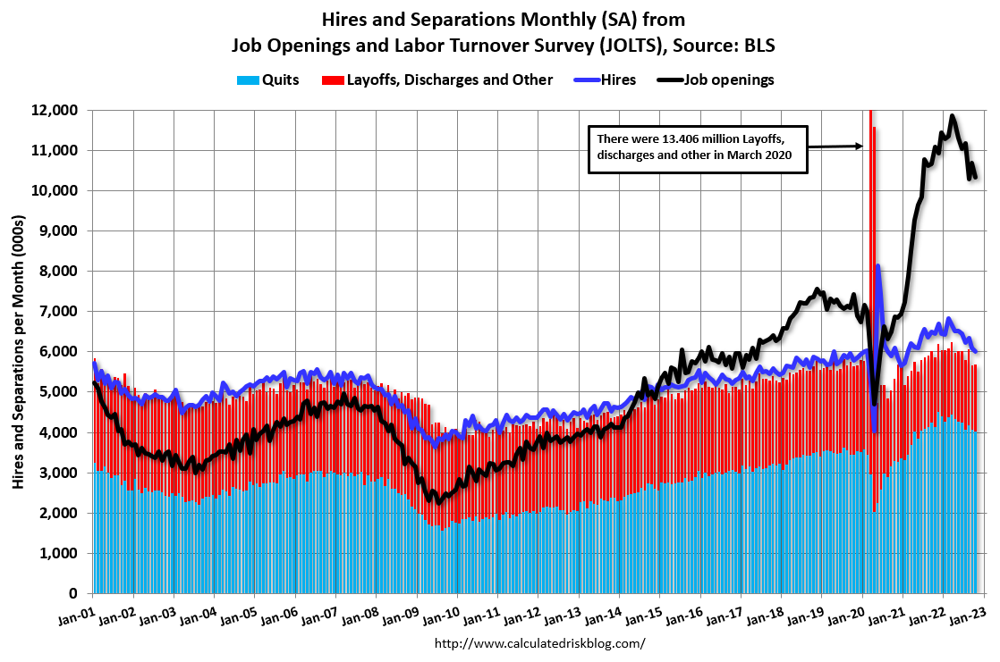 Hires and Separations Monthly (SA) from
Job Openings and Labor Turnover Survey (JOLTS), Source: BLS
Quits Layoffs, Discharges and Other Hires Job openings
12,000
11,000
10,000
9,000
8,000
7,000
6,000
5,000
4,000
3,000
2,000
1,000
0
Hires and Separations per Month (000s)
There were 13.406 million Layoffs,
discharges and other in March 2020
Jan-01 Jan-02 Jan-03 Jan-04 Jan-05 Jan-06 Jan-07 Jan-08 Jan-09 Jan-10 Jan-11 Jan-12 Jan-13 Jan-14 Jan-15 Jan-16 Jan-17 Jan-18 Jan-19 Jan-20 Jan-21 Jan-22 Jan-23
http://www.calculatedriskblog.com/